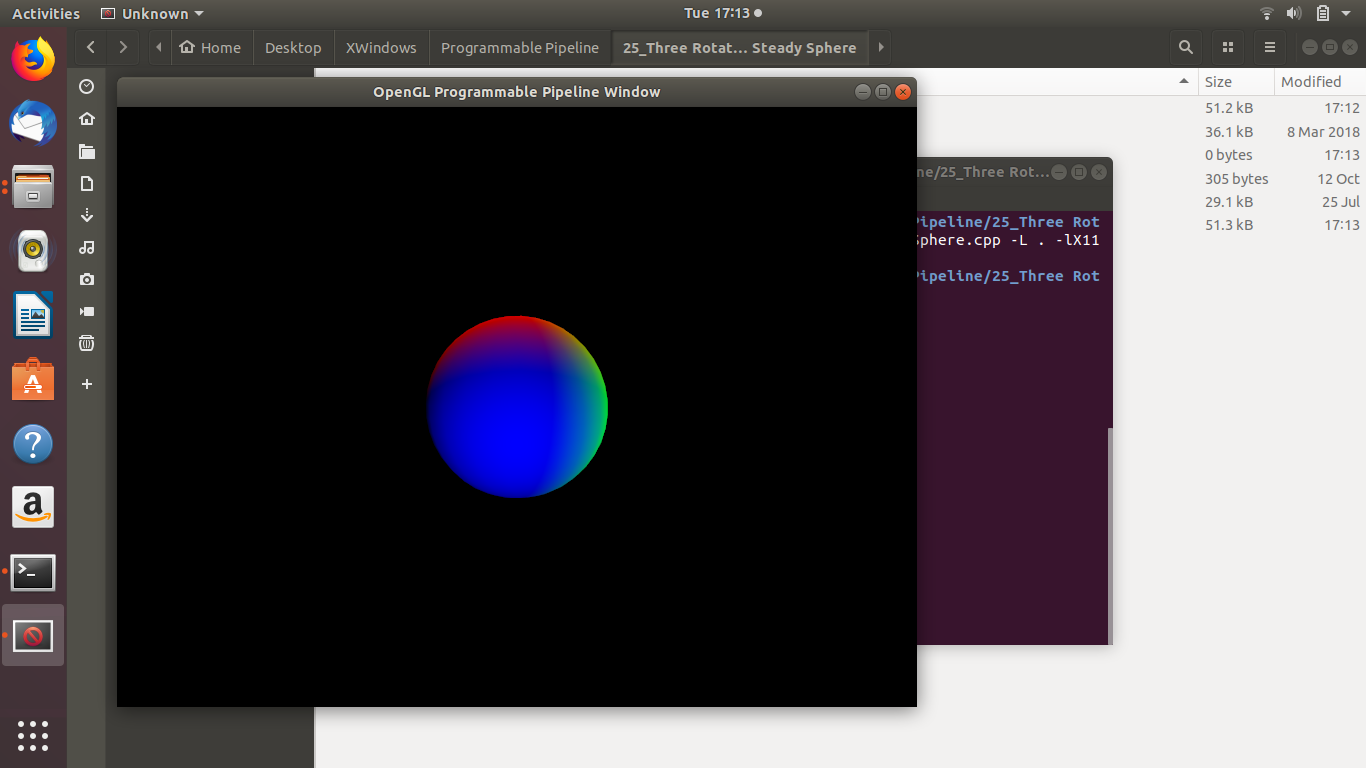 Activities Unknown Tue 17:13
Home Desktop XWindows Programmable Pipeline 25_Three Rotat... Steady Sphere
Size Modified
OpenGL Programmable Pipeline Window
51.2 kB 17:12
36.1 kB 8 Mar 2018
0 bytes 17:13
ne/25_Three Rot...
305 bytes 12 Oct
29.1 kB 25 Jul
Pipeline/25_Three Rot
51.3 kB 17:13
Sphere.cpp -L . -lX11
Pipeline/25_Three Rot